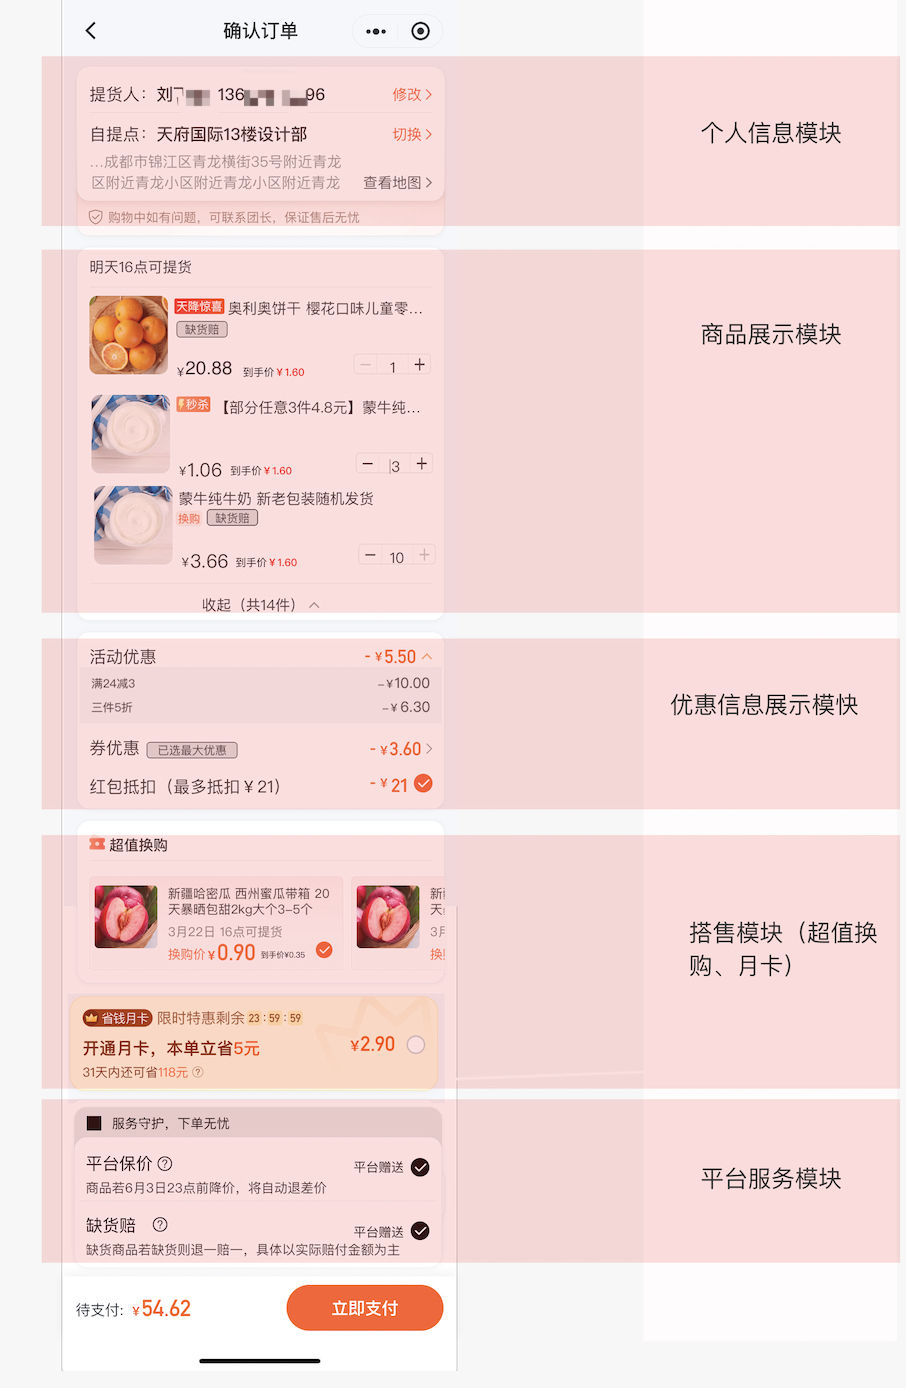 确认订单
提货人：刘 136 96 修改
自提点：天府国际13楼设计部 切换
...成都市锦江区青龙横街35号附近青龙
区附近青龙小区附近青龙小区附近青龙 查看地图
购物中如有问题，可联系团长，保证售后无忧
个人信息模块
明天16点可提货
天降惊喜 奥利奥饼干 樱花口味儿童零...
缺货赔
¥20.88 到手价¥1.60 1
秒杀 【部分任意3件4.8元】蒙牛纯...
¥1.06 到手价¥1.60 3
蒙牛纯牛奶 新老包装随机发货
换购 缺货赔
¥3.66 到手价¥1.60 10
收起（共14件）
商品展示模块
活动优惠 -¥5.50
满24减3 -¥10.00
三件5折 -¥6.30
券优惠 已选最大优惠 -¥3.60
红包抵扣（最多抵扣¥21） -¥21
优惠信息展示模快
超值换购
新疆哈密瓜 西州蜜瓜带箱 20
天暴晒包甜2kg大个3-5个
3月22日 16点可提货
换购价¥0.90 到手价¥0.35
新
天
3月
换
搭售模块（超值换
购、月卡）
省钱月卡 限时特惠剩余 23:59:59
开通月卡，本单立省5元 ¥2.90
31天内还可省118元
服务守护，下单无忧
平台保价 平台赠送
商品若6月3日23点前降价，将自动退差价
缺货赔 平台赠送
缺货商品若缺货则退一赔一，具体以实际赔付金额为主
平台服务模块
待支付: ¥54.62 立即支付